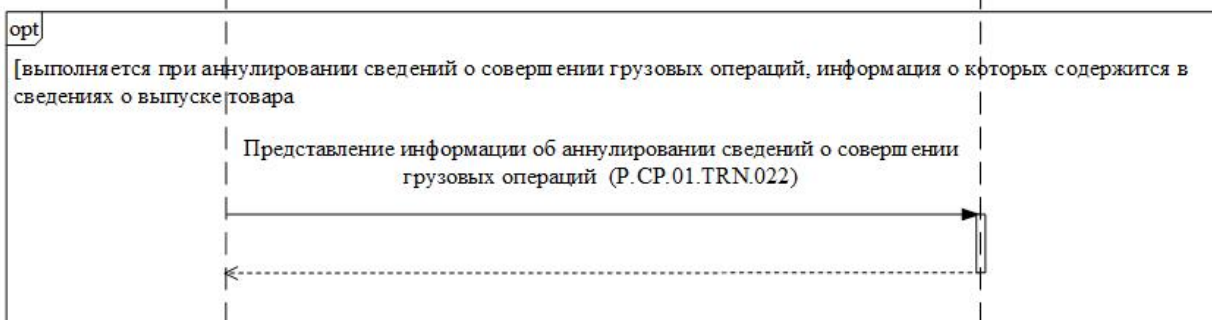 opt
[выполняется при аннулировании сведений о совершении грузовых операций, информация о которых содержится в
сведениях о выпуске товара
Представление информации об аннулировании сведений о совершении
грузовых операций (P.CP.01.TRN.022)